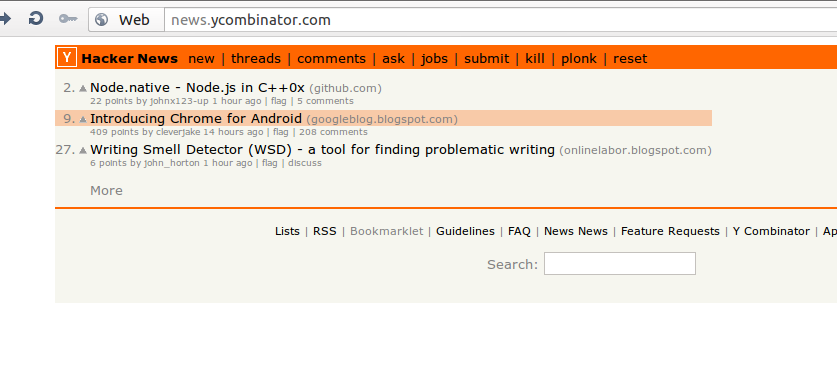 Web news.ycombinator.com
Y Hacker News new | threads | comments | ask | jobs | submit | kill | plonk | reset
2. Node.native - Node.js in C++0x (github.com)
22 points by johnx123-up 1 hour ago | flag | 5 comments
9. Introducing Chrome for Android (googleblog.blogspot.com)
409 points by cleverjake 14 hours ago | flag | 208 comments
27. Writing Smell Detector (WSD) - a tool for finding problematic writing (onlinelabor.blogspot.com)
6 points by john_horton 1 hour ago | flag | discuss
More
Lists | RSS | Bookmarklet | Guidelines | FAQ | News News | Feature Requests | Y Combinator | Ap
Search: